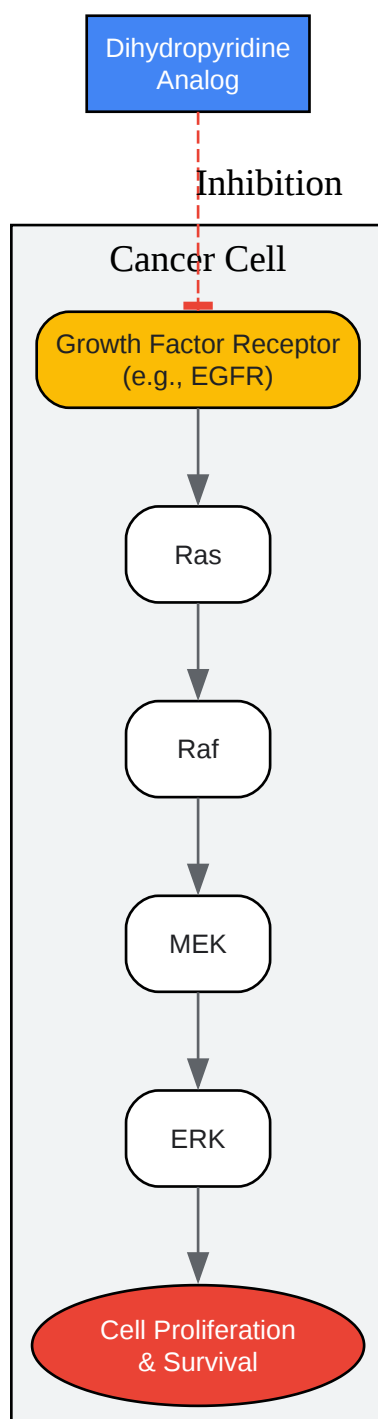 Dihydropyridine
Analog
Inhibition
Cancer Cell
Growth Factor Receptor
(e.g., EGFR)
Ras
Raf
MEK
ERK
Cell Proliferation
& Survival